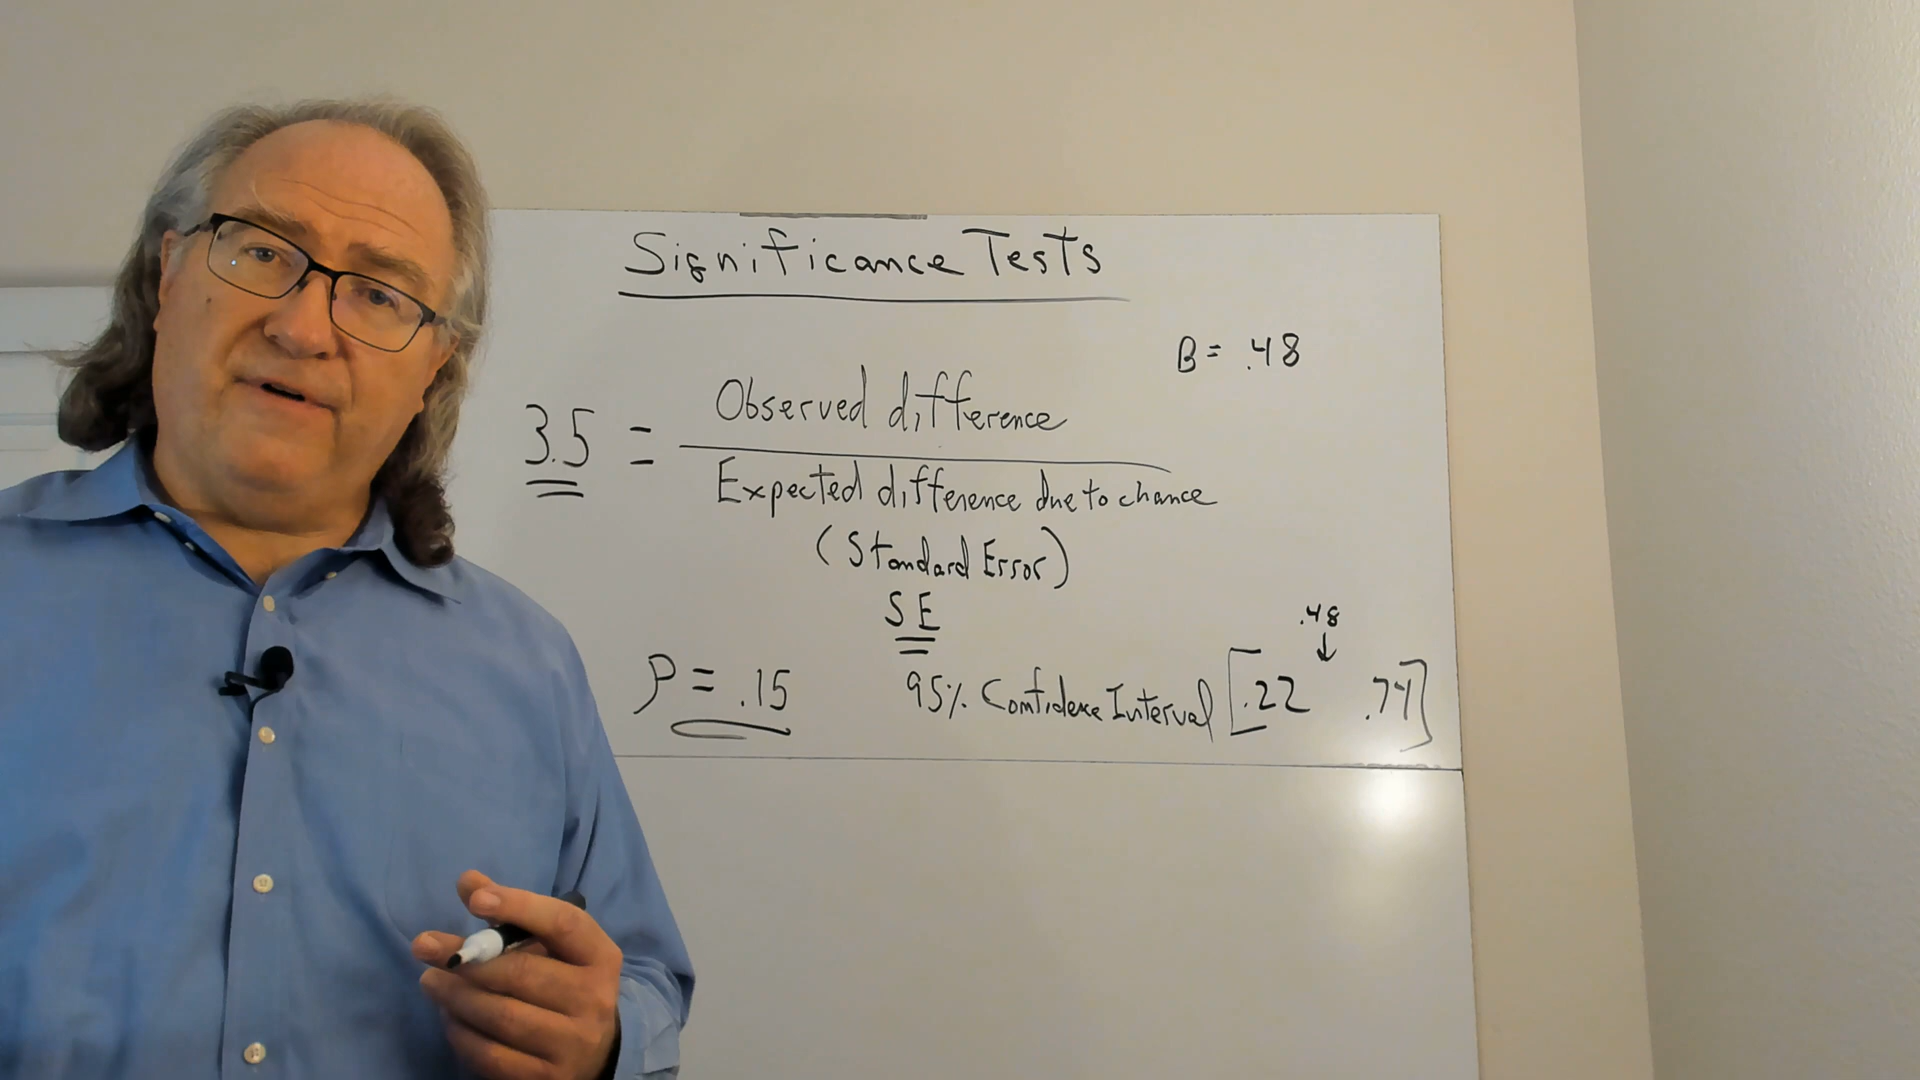 Significance Tests
B = .48
3.5 = Observed difference
Expected difference due to chance
(Standard Error)
SE
.48
P = .15
95% Confidence Interval [.22 .74]